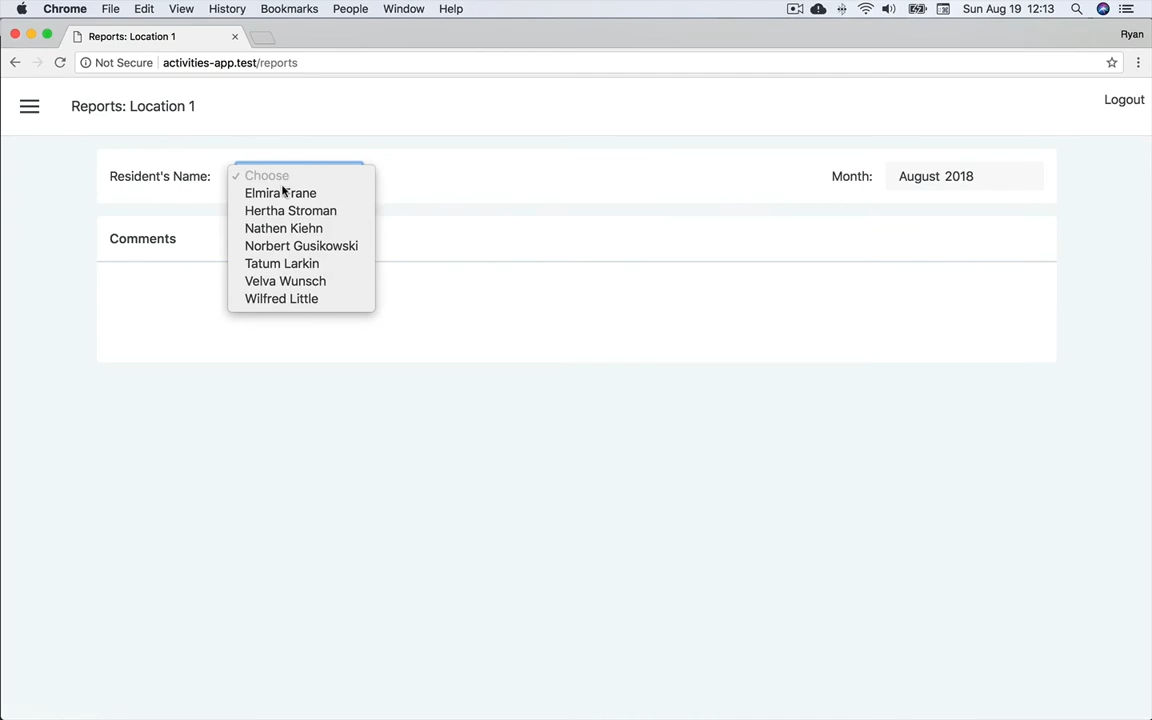 Chrome File Edit View History Bookmarks People Window Help Sun Aug 19 12:13
Reports: Location 1 Ryan
Not Secure activities-app.test/reports
Reports: Location 1 Logout
Resident's Name: Choose Month: August 2018
Elmira Frane
Hertha Stroman
Nathen Kiehn
Comments
Norbert Gusikowski
Tatum Larkin
Velva Wunsch
Wilfred Little